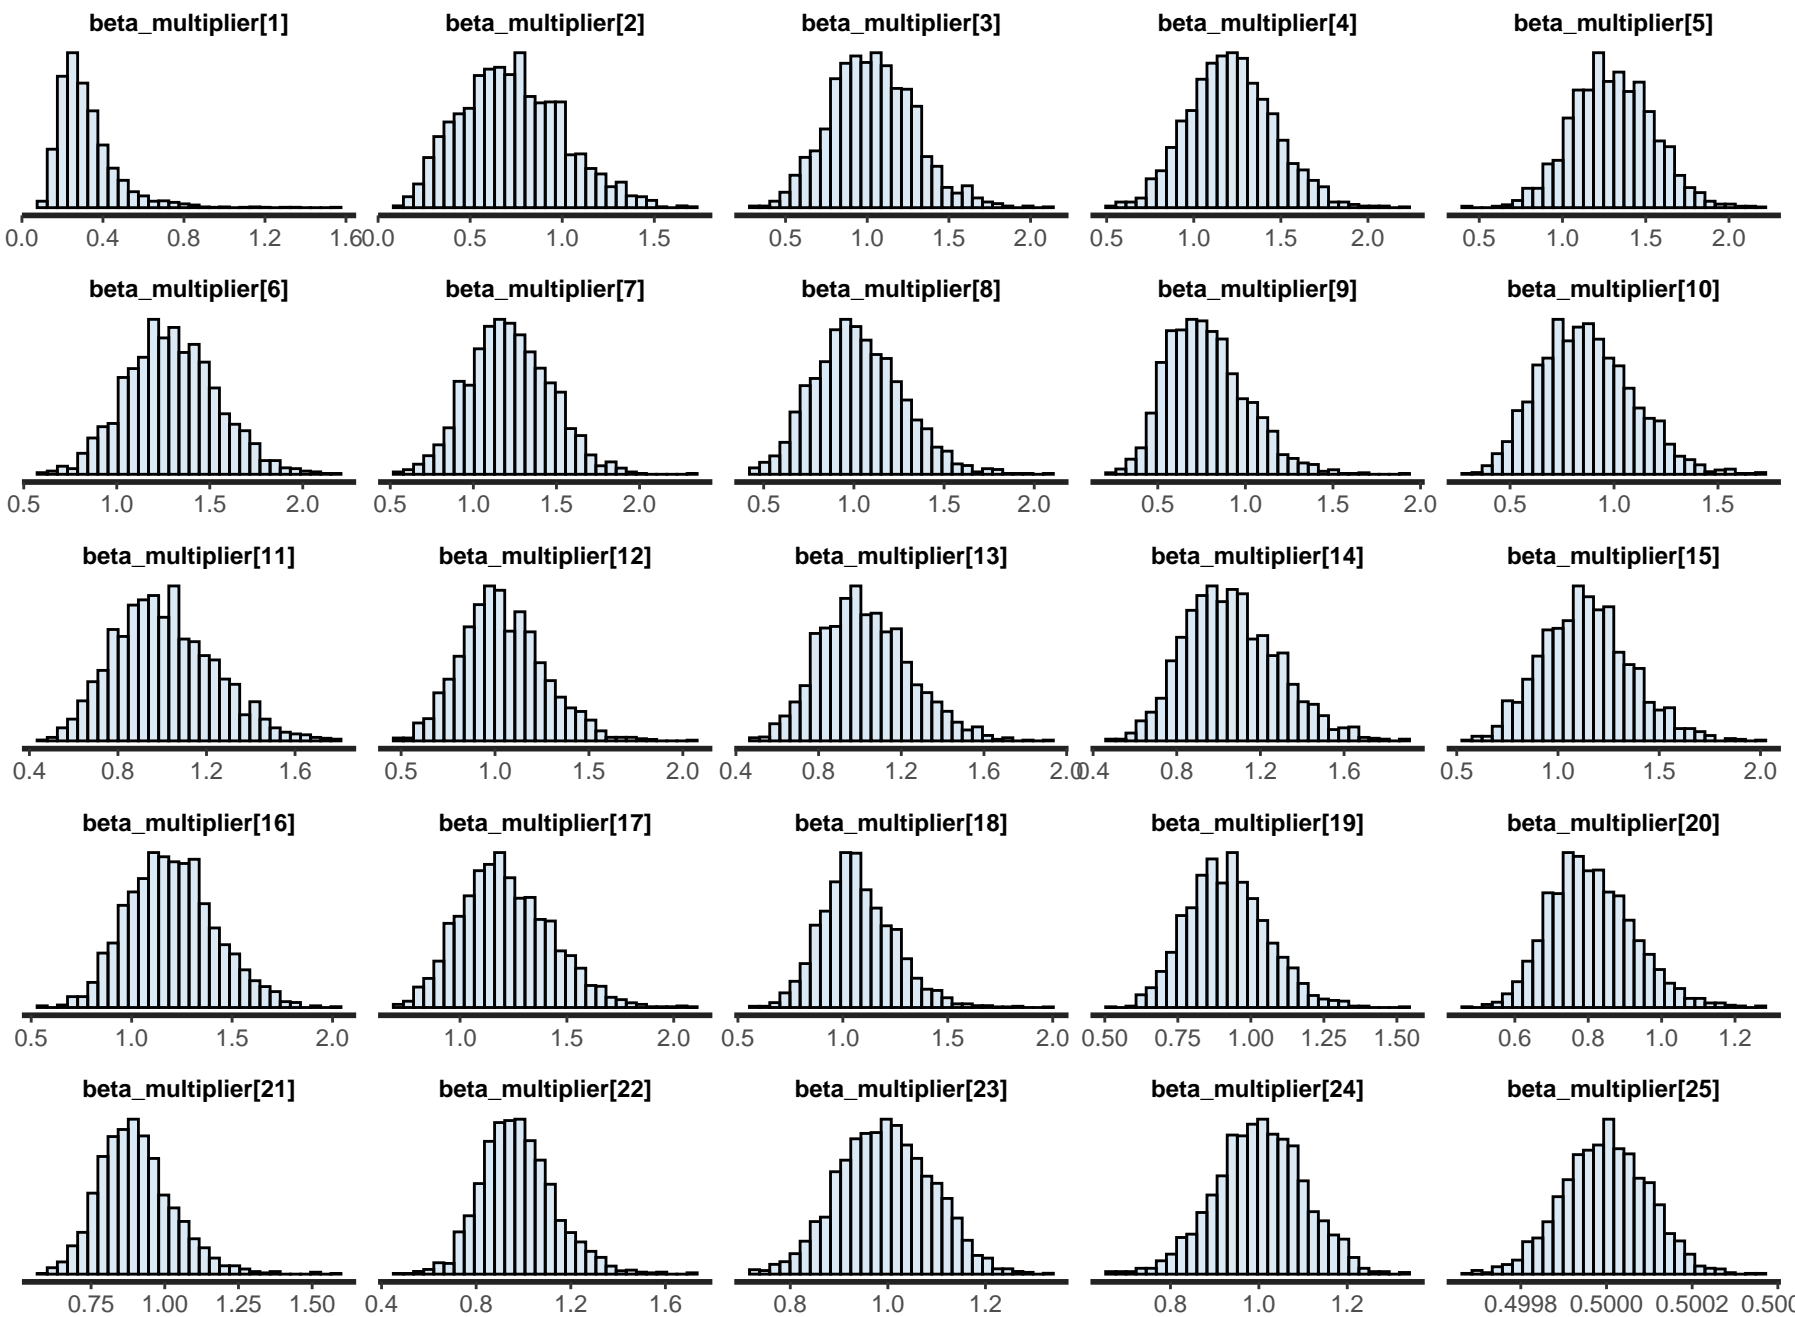 beta_multiplier[1] beta_multiplier[2] beta_multiplier[3] beta_multiplier[4] beta_multiplier[5]
0.0 0.4 0.8 1.2 1.6 0.0 0.5 1.0 1.5 0.5 1.0 1.5 2.0 0.5 1.0 1.5 2.0 0.5 1.0 1.5 2.0
beta_multiplier[6] beta_multiplier[7] beta_multiplier[8] beta_multiplier[9] beta_multiplier[10]
0.5 1.0 1.5 2.0 0.5 1.0 1.5 2.0 0.5 1.0 1.5 2.0 0.5 1.0 1.5 2.0 0.5 1.0 1.5
beta_multiplier[11] beta_multiplier[12] beta_multiplier[13] beta_multiplier[14] beta_multiplier[15]
0.4 0.8 1.2 1.6 0.5 1.0 1.5 2.0 0.4 0.8 1.2 1.6 2.0 0.4 0.8 1.2 1.6 0.5 1.0 1.5 2.0
beta_multiplier[16] beta_multiplier[17] beta_multiplier[18] beta_multiplier[19] beta_multiplier[20]
0.5 1.0 1.5 2.0 1.0 1.5 2.0 0.5 1.0 1.5 2.0 0.50 0.75 1.00 1.25 1.50 0.6 0.8 1.0 1.2
beta_multiplier[21] beta_multiplier[22] beta_multiplier[23] beta_multiplier[24] beta_multiplier[25]
0.75 1.00 1.25 1.50 0.4 0.8 1.2 1.6 0.8 1.0 1.2 0.8 1.0 1.2 0.4998 0.5000 0.5002